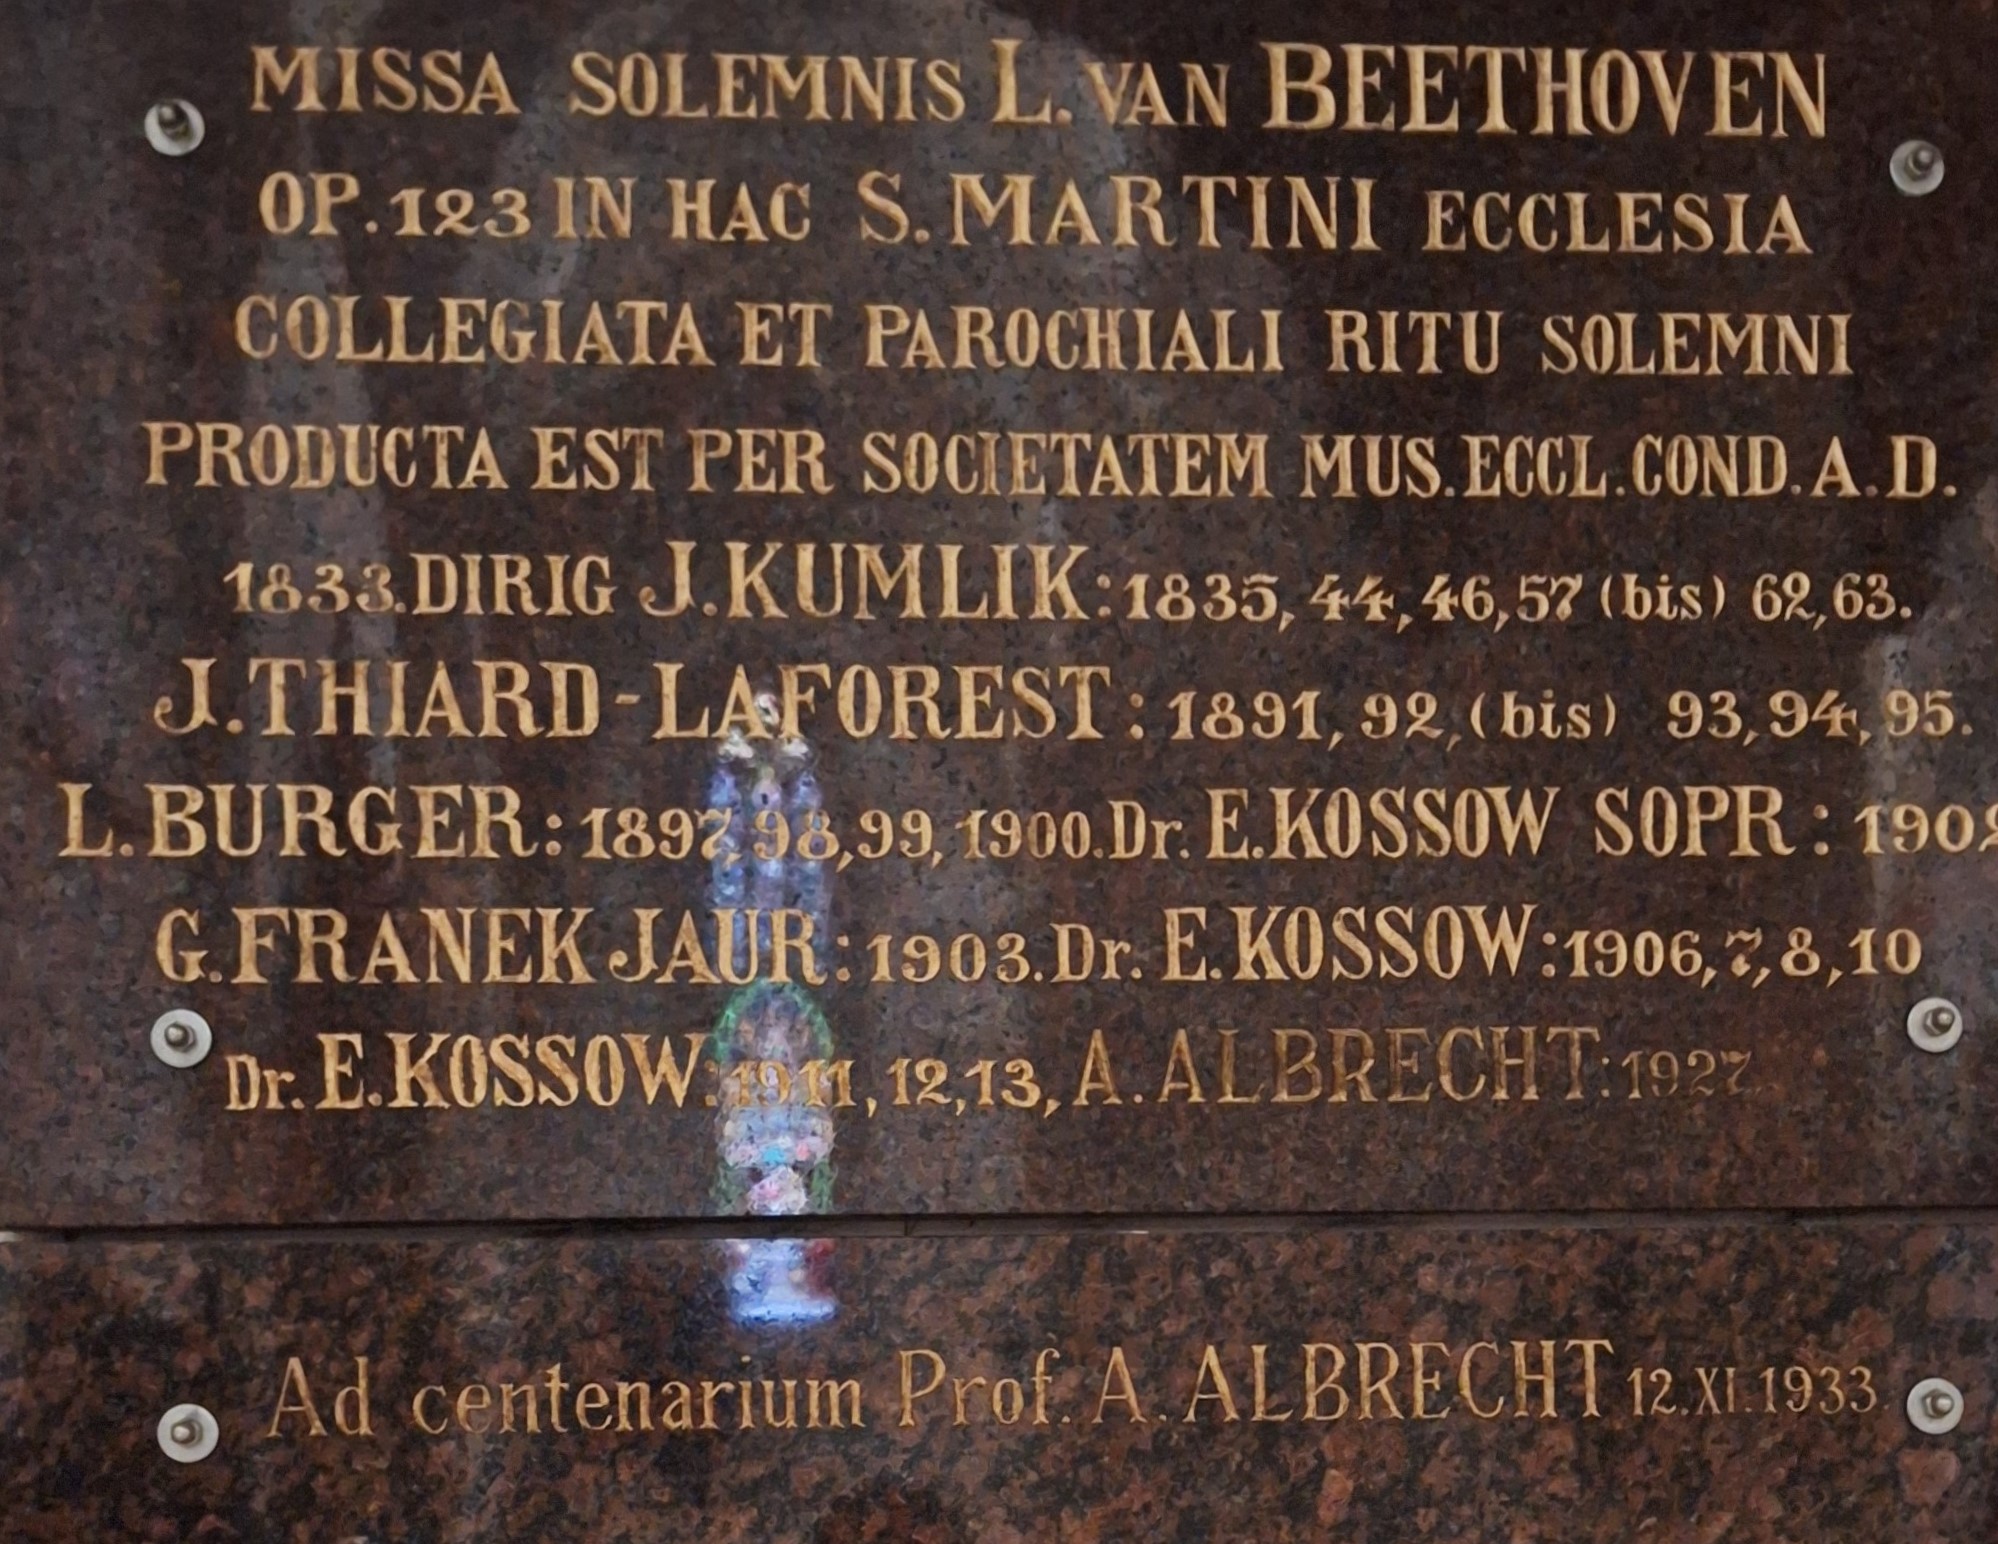 MISSA SOLEMNIS L. VAN BEETHOVEN
OP. 123 IN HAC S. MARTINI ECCLESIA
COLLEGIATA ET PAROCHIALI RITU SOLEMNI
PRODUCTA EST PER SOCIETATEM MUS. ECCL. COND. A. D.
1833. DIRIG J. KUMLIK: 1835, 44, 46, 57 (bis) 62, 63.
J. THIARD-LAFOREST: 1891, 92, (bis) 93, 94, 95.
L. BURGER: 1897, 98, 99, 1900. Dr. E. KOSSOW SOPR: 1902
G. FRANEK JAUR: 1903. Dr. E. KOSSOW: 1906, 7, 8, 10
Dr. E. KOSSOW: 1911, 12, 13, A. ALBRECHT: 1927.
Ad centenarium Prof. A. ALBRECHT 12. XI. 1933.